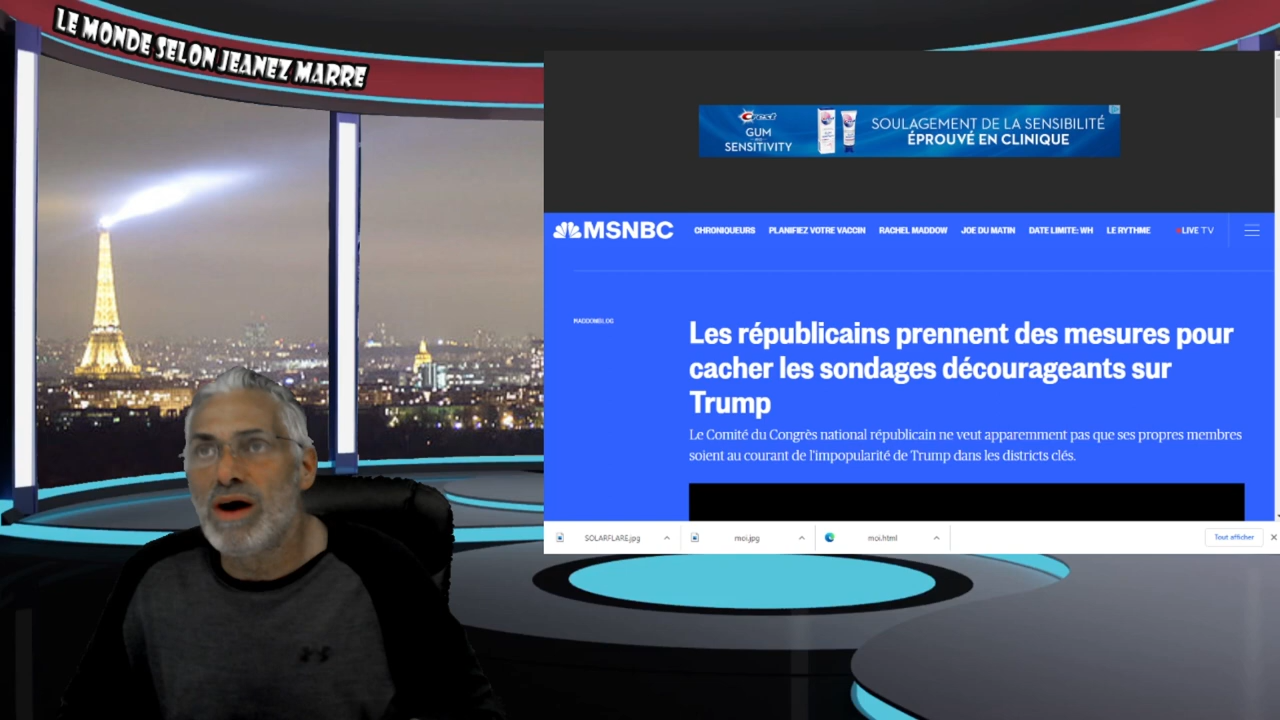 LE MONDE SELON JEANEZ MARRE
Crest
GUM
SENSITIVITY
SOULAGEMENT DE LA SENSIBILITÉ
ÉPROUVÉ EN CLINIQUE
MSNBC
CHRONIQUEURS PLANIFIEZ VOTRE VACCIN RACHEL MADDOW JOE DU MATIN DATE LIMITE: WH LE RYTHME LIVE TV
MADDOWBLOG
Les républicains prennent des mesures pour
cacher les sondages décourageants sur
Trump
Le Comité du Congrès national républicain ne veut apparemment pas que ses propres membres
soient au courant de l'impopularité de Trump dans les districts clés.
SOLARFLARE.jpg moi.jpg moi.html Tout afficher